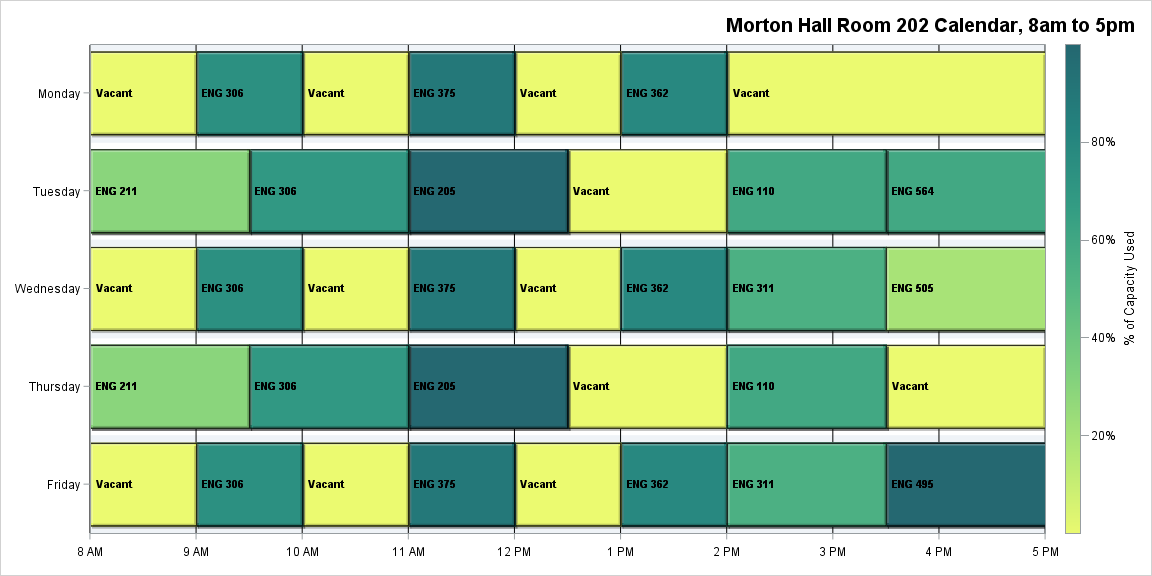 Morton Hall Room 202 Calendar, 8am to 5pm
Monday
Vacant
ENG 306
Vacant
ENG 375
Vacant
ENG 362
Vacant
Tuesday
ENG 211
ENG 306
ENG 205
Vacant
ENG 110
ENG 564
Wednesday
Vacant
ENG 306
Vacant
ENG 375
Vacant
ENG 362
ENG 311
ENG 505
Thursday
ENG 211
ENG 306
ENG 205
Vacant
ENG 110
Vacant
Friday
Vacant
ENG 306
Vacant
ENG 375
Vacant
ENG 362
ENG 311
ENG 495
8 AM
9 AM
10 AM
11 AM
12 PM
1 PM
2 PM
3 PM
4 PM
5 PM
80%
60%
40%
20%
% of Capacity Used